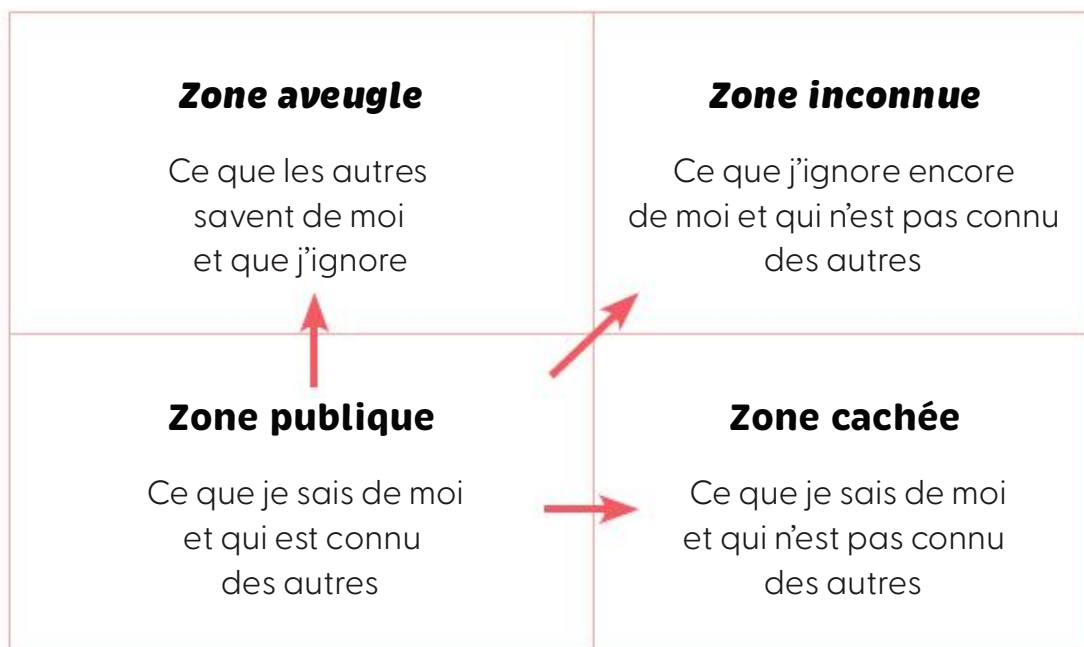 Zone aveugle
Ce que les autres
savent de moi
et que j’ignore
Zone inconnue
Ce que j’ignore encore
de moi et qui n’est pas connu
des autres
Zone publique
Ce que je sais de moi
et qui est connu
des autres
Zone cachée
Ce que je sais de moi
et qui n’est pas connu
des autres